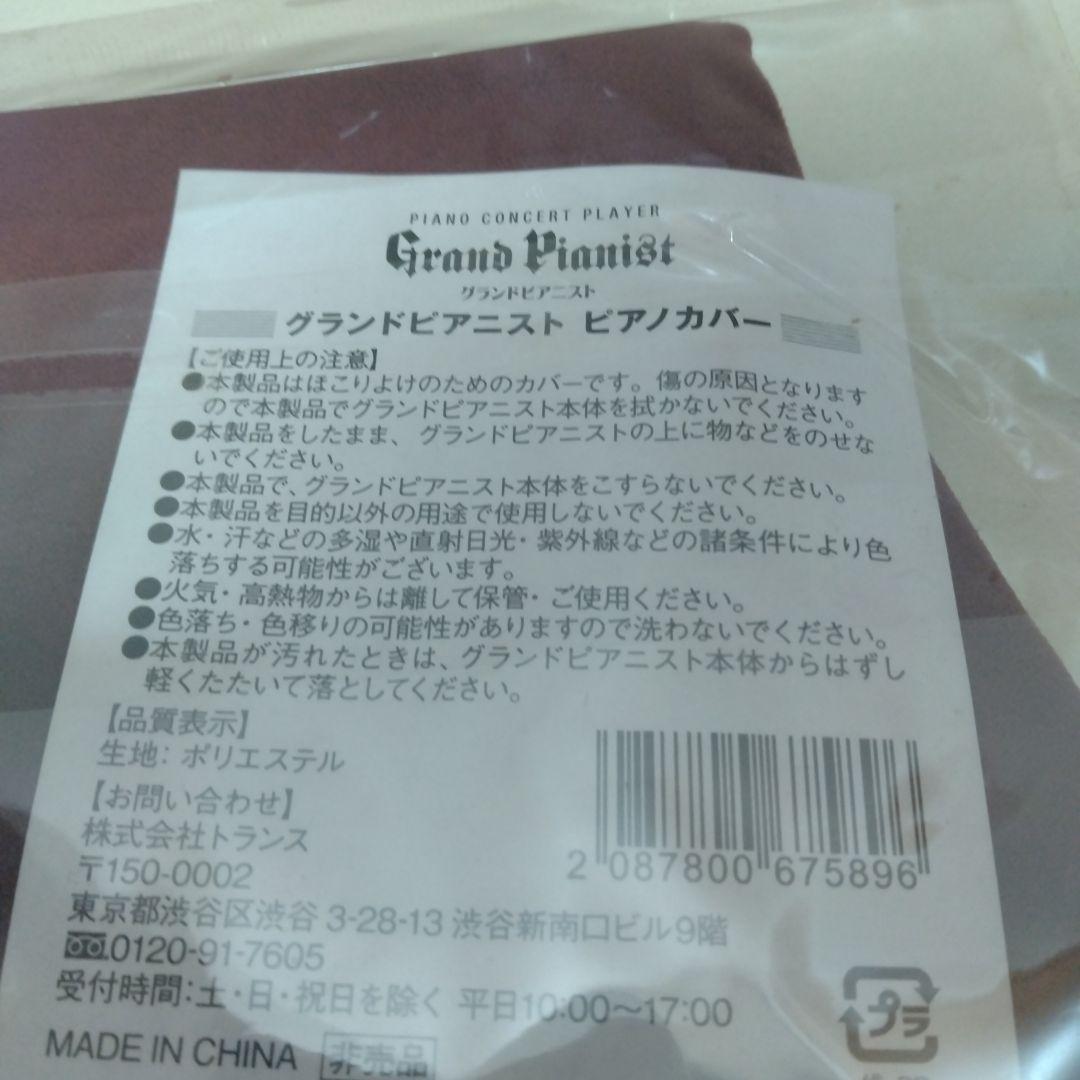 PIANO CONCERT PLAYER
Grand Pianist
グランドピアニスト
グランドピアニスト ピアノカバー
【ご使用上の注意】
●本製品はほこりよけのためのカバーです。傷の原因となります
ので本製品でグランドピアニスト本体を拭かないでください。
●本製品をしたまま、グランドピアニストの上に物などをのせな
いでください。
●本製品で、グランドピアニスト本体をこすらないでください。
●本製品を目的以外の用途で使用しないでください。
●水・汗などの多湿や直射日光・紫外線などの諸条件により色
落ちする可能性がございます。
●火気・高熱物からは離して保管・ご使用ください。
●色落ち・色移りの可能性がありますので洗わないでください。
●本製品が汚れたときは、グランドピアニスト本体からはずし
軽くたたいて落としてください。
【品質表示】
生地：ポリエステル
【お問い合わせ】
株式会社トランス
〒150-0002
東京都渋谷区渋谷 3-28-13 渋谷新南口ビル9階
0120-91-7605
受付時間：土・日・祝日を除く 平日10:00〜17:00
MADE IN CHINA 非売品
2 087800 675896
プラ